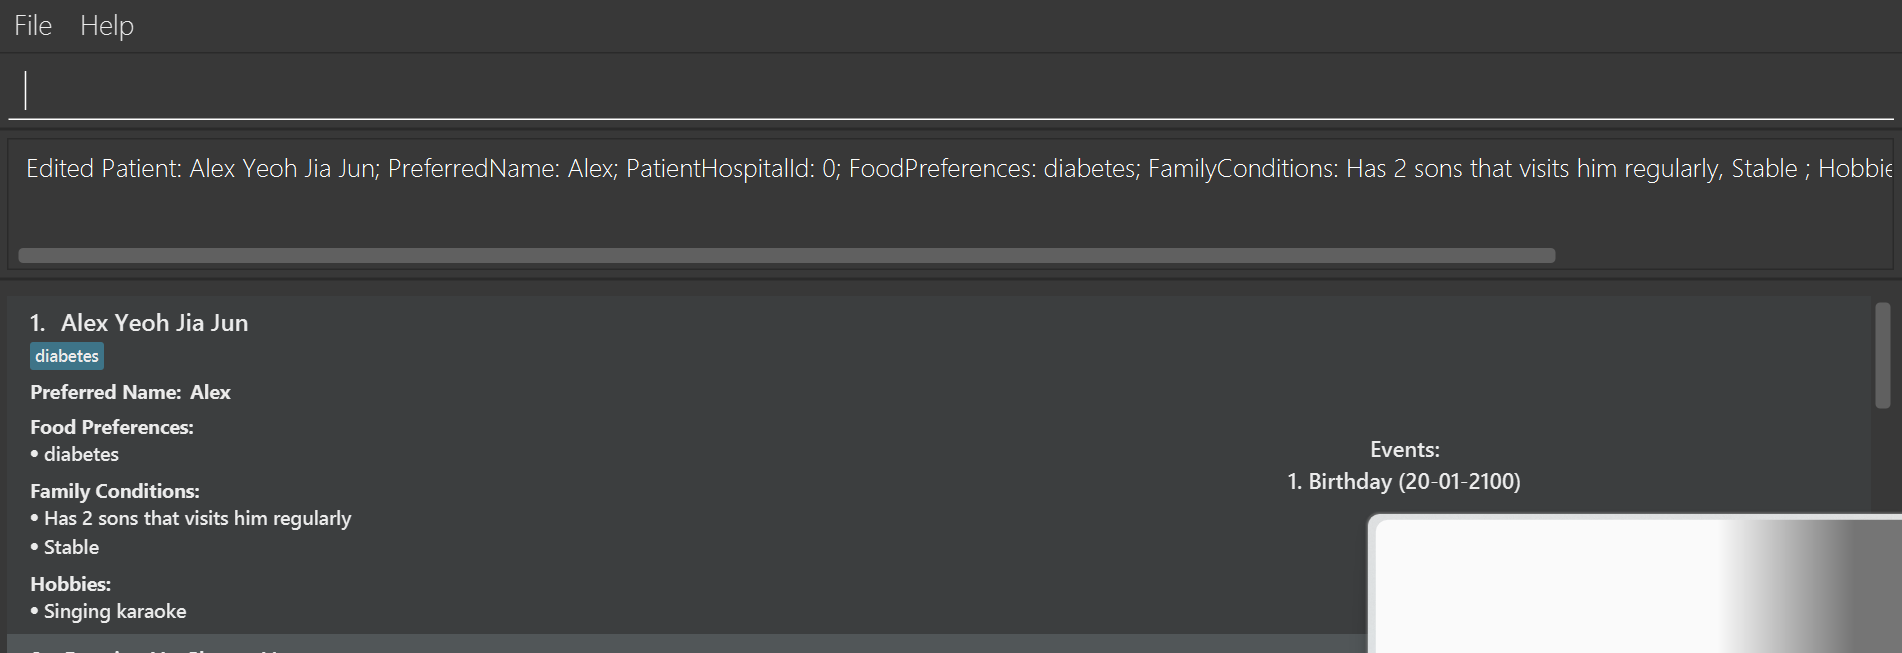 File Help
Edited Patient: Alex Yeoh Jia Jun; PreferredName: Alex; PatientHospitalId: 0; FoodPreferences: diabetes; FamilyConditions: Has 2 sons that visits him regularly, Stable ; Hobbie
1. Alex Yeoh Jia Jun
diabetes
Preferred Name: Alex
Food Preferences:
• diabetes
Family Conditions:
• Has 2 sons that visits him regularly
• Stable
Hobbies:
• Singing karaoke
Events:
1. Birthday (20-01-2100)